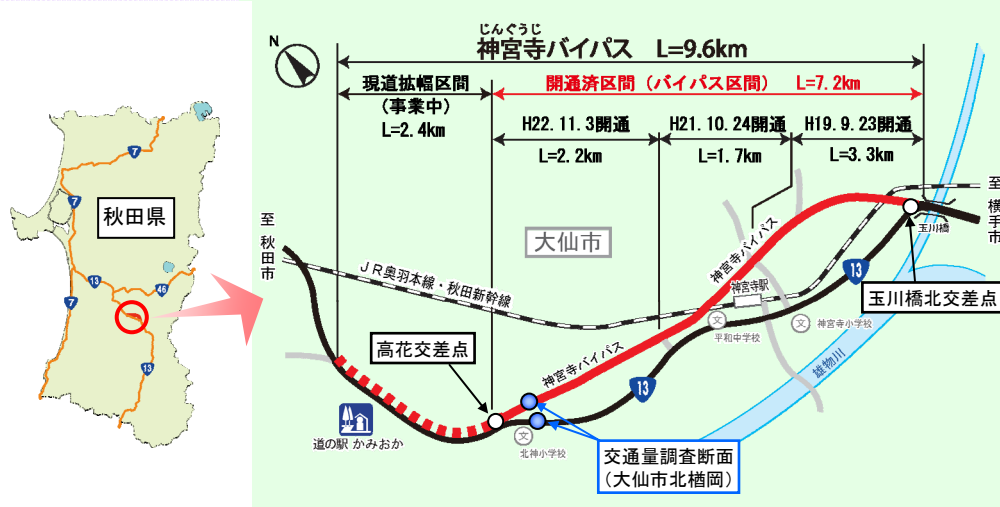 7
7
秋田県
13
46
7
13
N
じんぐうじ
神宮寺バイパス L=9.6km
現道拡幅区間
(事業中)
L=2.4km
開通済区間(バイパス区間) L=7.2km
H22.11.3開通
L=2.2km
H21.10.24開通
L=1.7km
H19.9.23開通
L=3.3km
至 秋田市
至 横手市
大仙市
JR奥羽本線・秋田新幹線
神宮寺バイパス
神宮寺駅
玉川橋
13
玉川橋北交差点
文
平和中学校
文
神宮寺小学校
雄物川
高花交差点
神宮寺バイパス
13
道の駅 かみおか
文
北神小学校
交通量調査断面
(大仙市北楢岡)